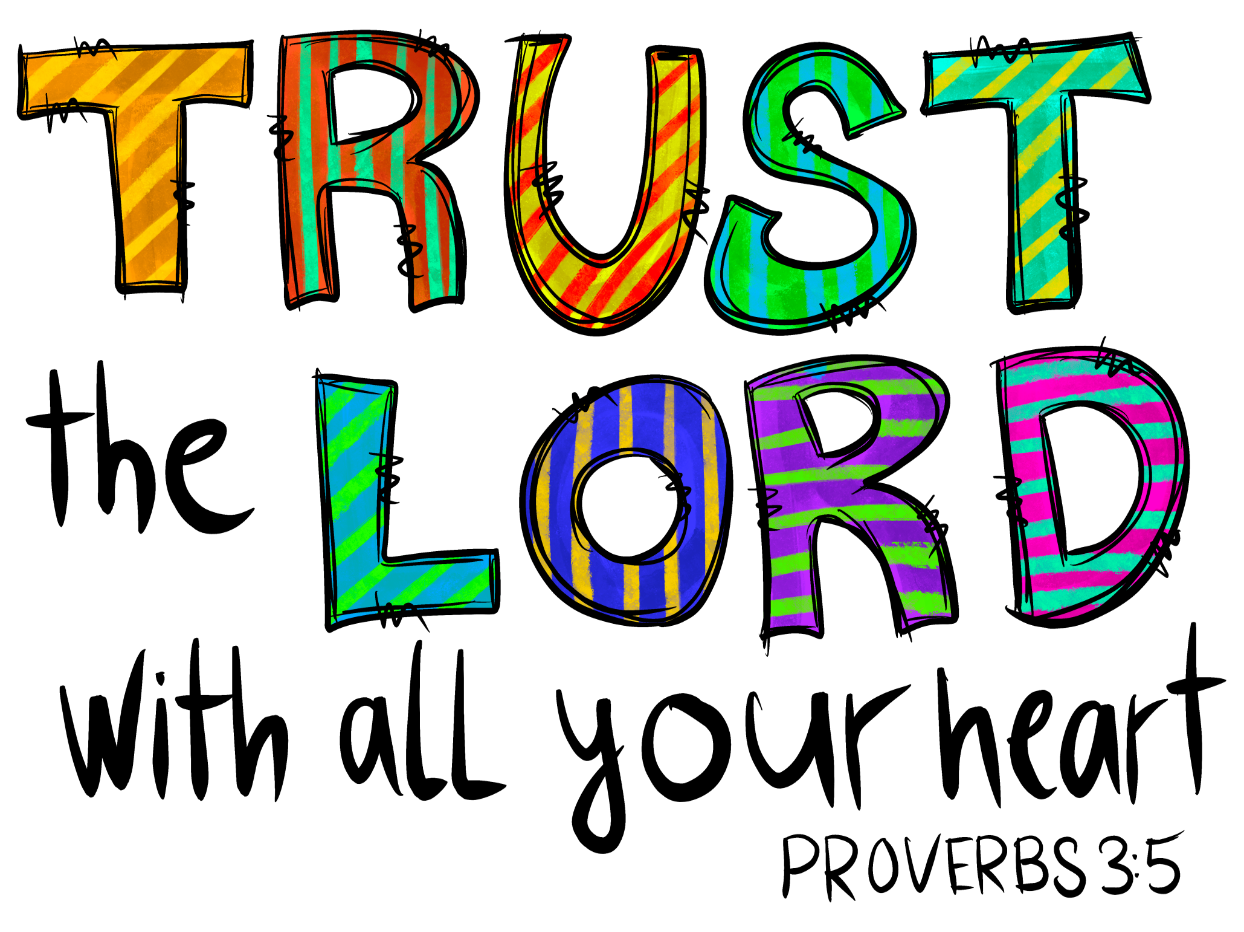 TRUST
the LORD
with all your heart
PROVERBS 3:5